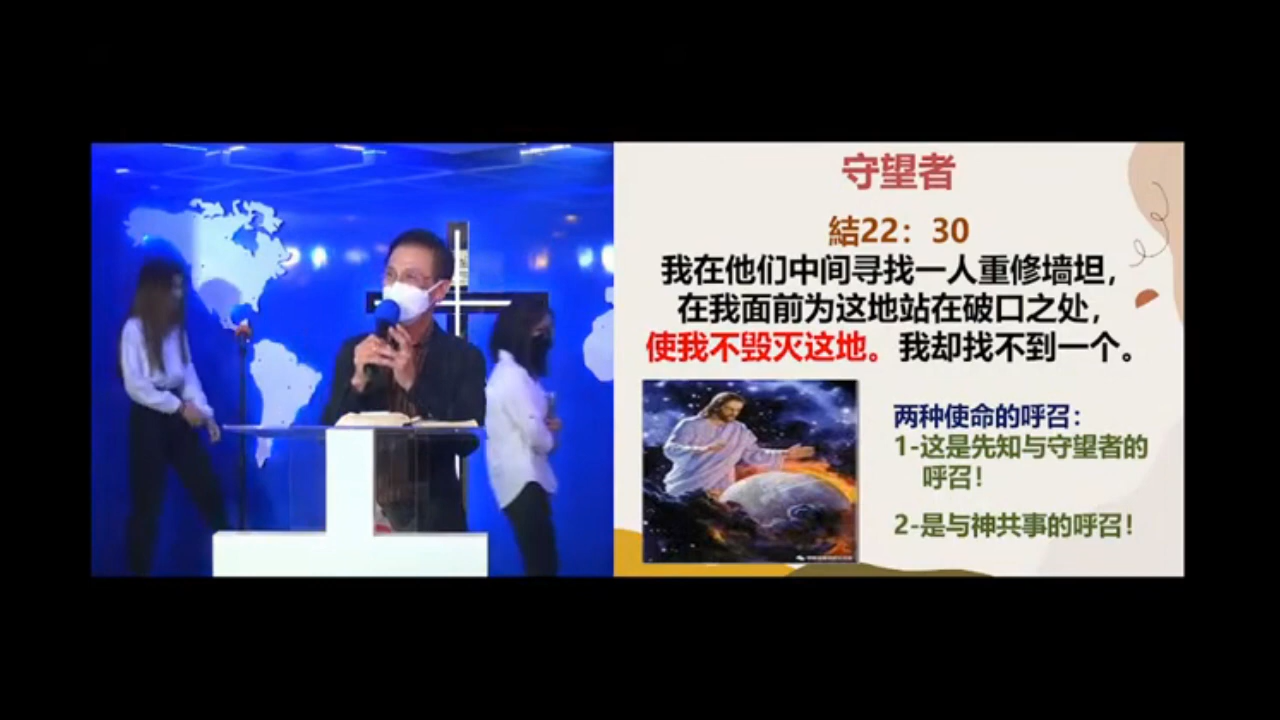 守望者
結22：30
我在他们中间寻找一人重修墙坦，
在我面前为这地站在破口之处，
使我不毁灭这地。我却找不到一个。
两种使命的呼召：
1-这是先知与守望者的
呼召！
2-是与神共事的呼召！